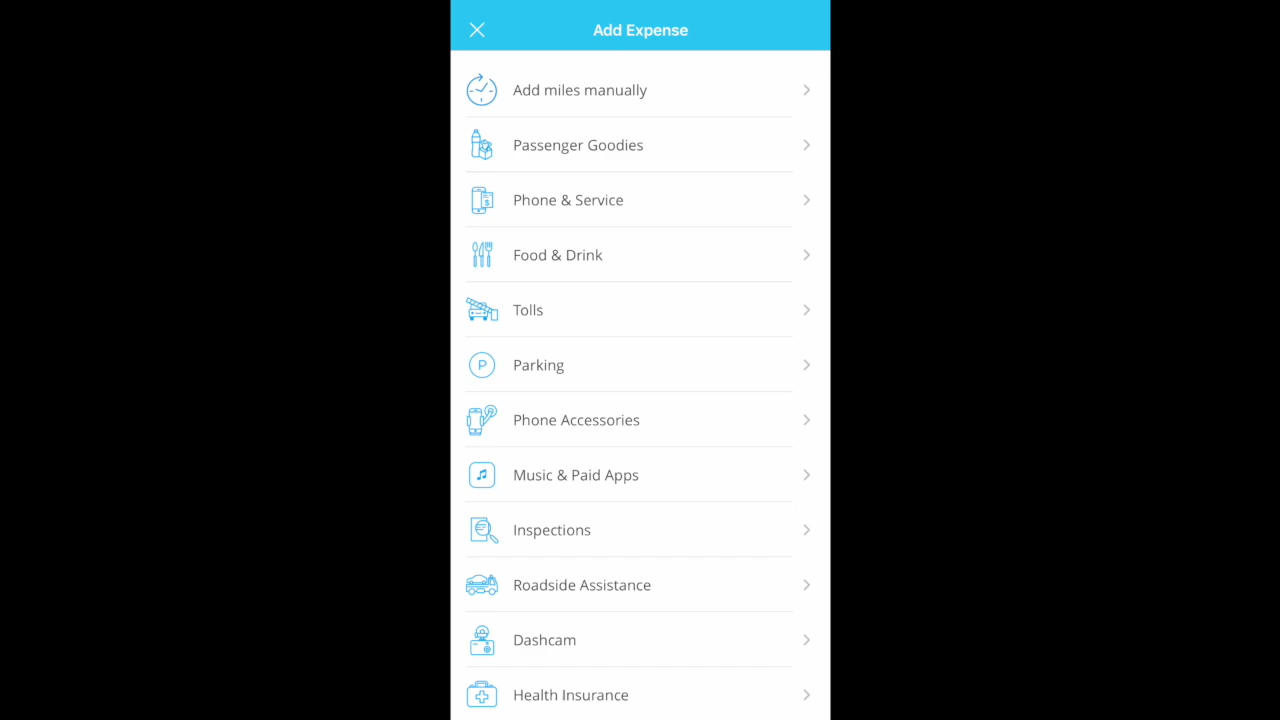 Add Expense
Add miles manually
Passenger Goodies
$
Phone & Service
Food & Drink
Tolls
P
Parking
Phone Accessories
Music & Paid Apps
Inspections
Roadside Assistance
Dashcam
Health Insurance